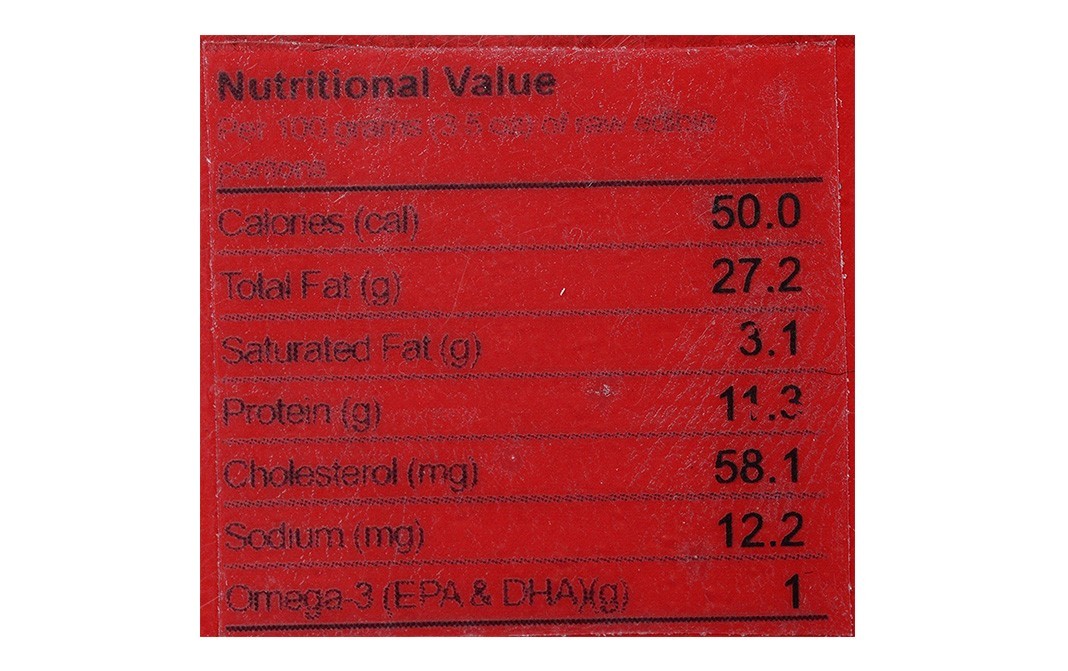 Nutritional Value
Per 100 grams (3.5 oz) of raw edible
portions
Calories (cal) 50.0
Total Fat (g) 27.2
Saturated Fat (g) 3.1
Protein (g) 11.3
Cholesterol (mg) 58.1
Sodium (mg) 12.2
Omega-3 (EPA & DHA)(g) 1